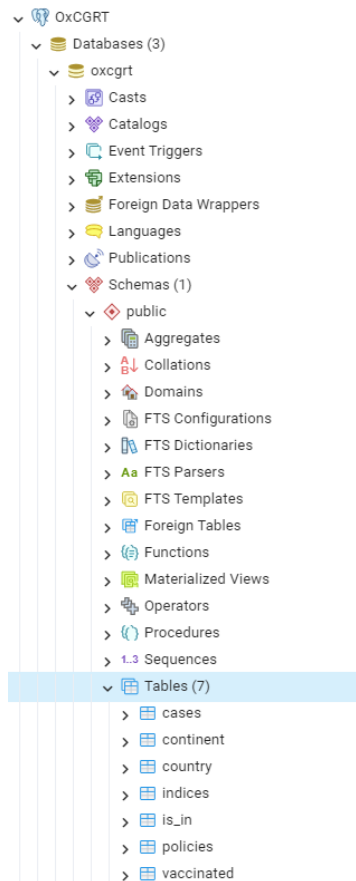 OxCGRT
Databases (3)
oxcgrt
Casts
Catalogs
Event Triggers
Extensions
Foreign Data Wrappers
Languages
Publications
Schemas (1)
public
Aggregates
Collations
Domains
FTS Configurations
FTS Dictionaries
Aa FTS Parsers
FTS Templates
Foreign Tables
Functions
Materialized Views
Operators
Procedures
1..3 Sequences
Tables (7)
cases
continent
country
indices
is_in
policies
vaccinated